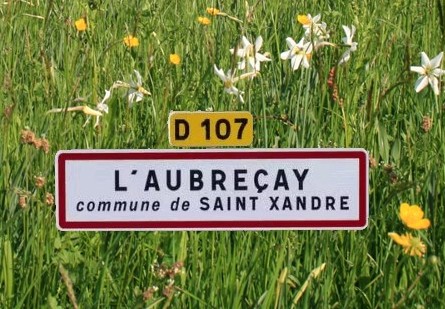 D 107
L'AUBREÇAY
commune de SAINT XANDRE